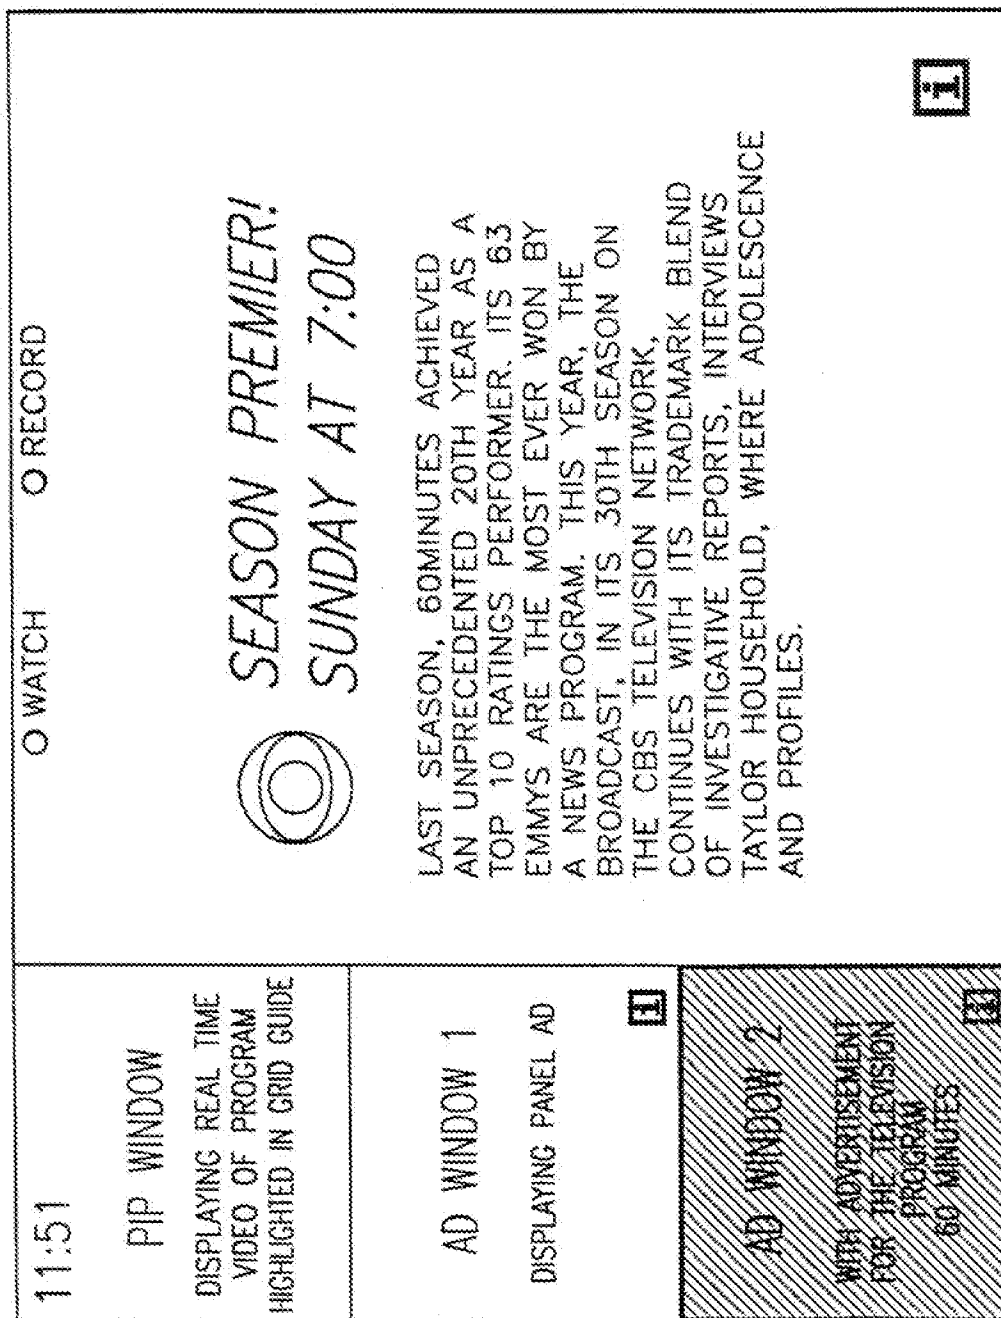 11:51
PIP WINDOW
DISPLAYING REAL TIME
VIDEO OF PROGRAM
HIGHLIGHTED IN GRID GUIDE
AD WINDOW 1
DISPLAYING PANEL AD
i
AD WINDOW 2
WITH ADVERTISEMENT
FOR THE TELEVISION
PROGRAM
60 MINUTES
i
O WATCH O RECORD
SEASON PREMIER!
SUNDAY AT 7:00
LAST SEASON, 60MINUTES ACHIEVED
AN UNPRECEDENTED 20TH YEAR AS A
TOP 10 RATINGS PERFORMER. ITS 63
EMMYS ARE THE MOST EVER WON BY
A NEWS PROGRAM. THIS YEAR, THE
BROADCAST, IN ITS 30TH SEASON ON
THE CBS TELEVISION NETWORK,
CONTINUES WITH ITS TRADEMARK BLEND
OF INVESTIGATIVE REPORTS, INTERVIEWS
TAYLOR HOUSEHOLD, WHERE ADOLESCENCE
AND PROFILES.
i